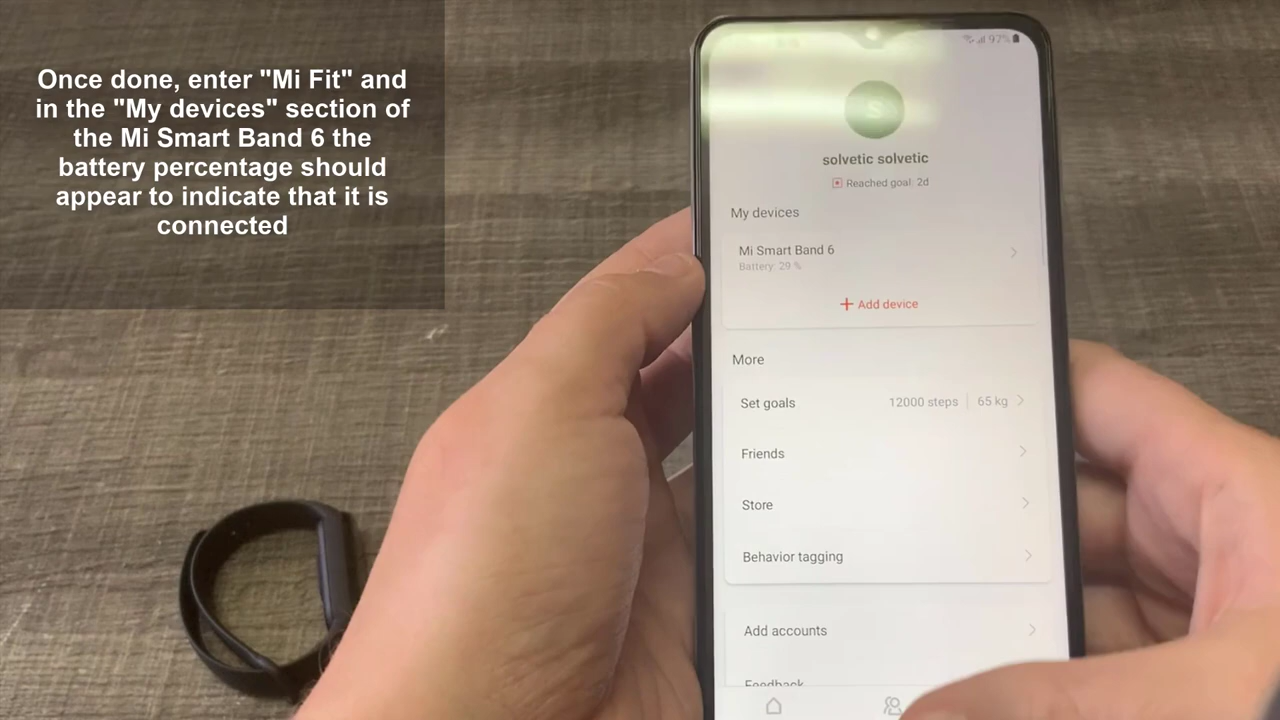 Once done, enter "Mi Fit" and
in the "My devices" section of
the Mi Smart Band 6 the
battery percentage should
appear to indicate that it is
connected
97%
S
solvetic solvetic
Reached goal: 2d
My devices
Mi Smart Band 6
Battery: 29 %
+ Add device
More
Set goals 12000 steps | 65 kg
Friends
Store
Behavior tagging
Add accounts
Feedback